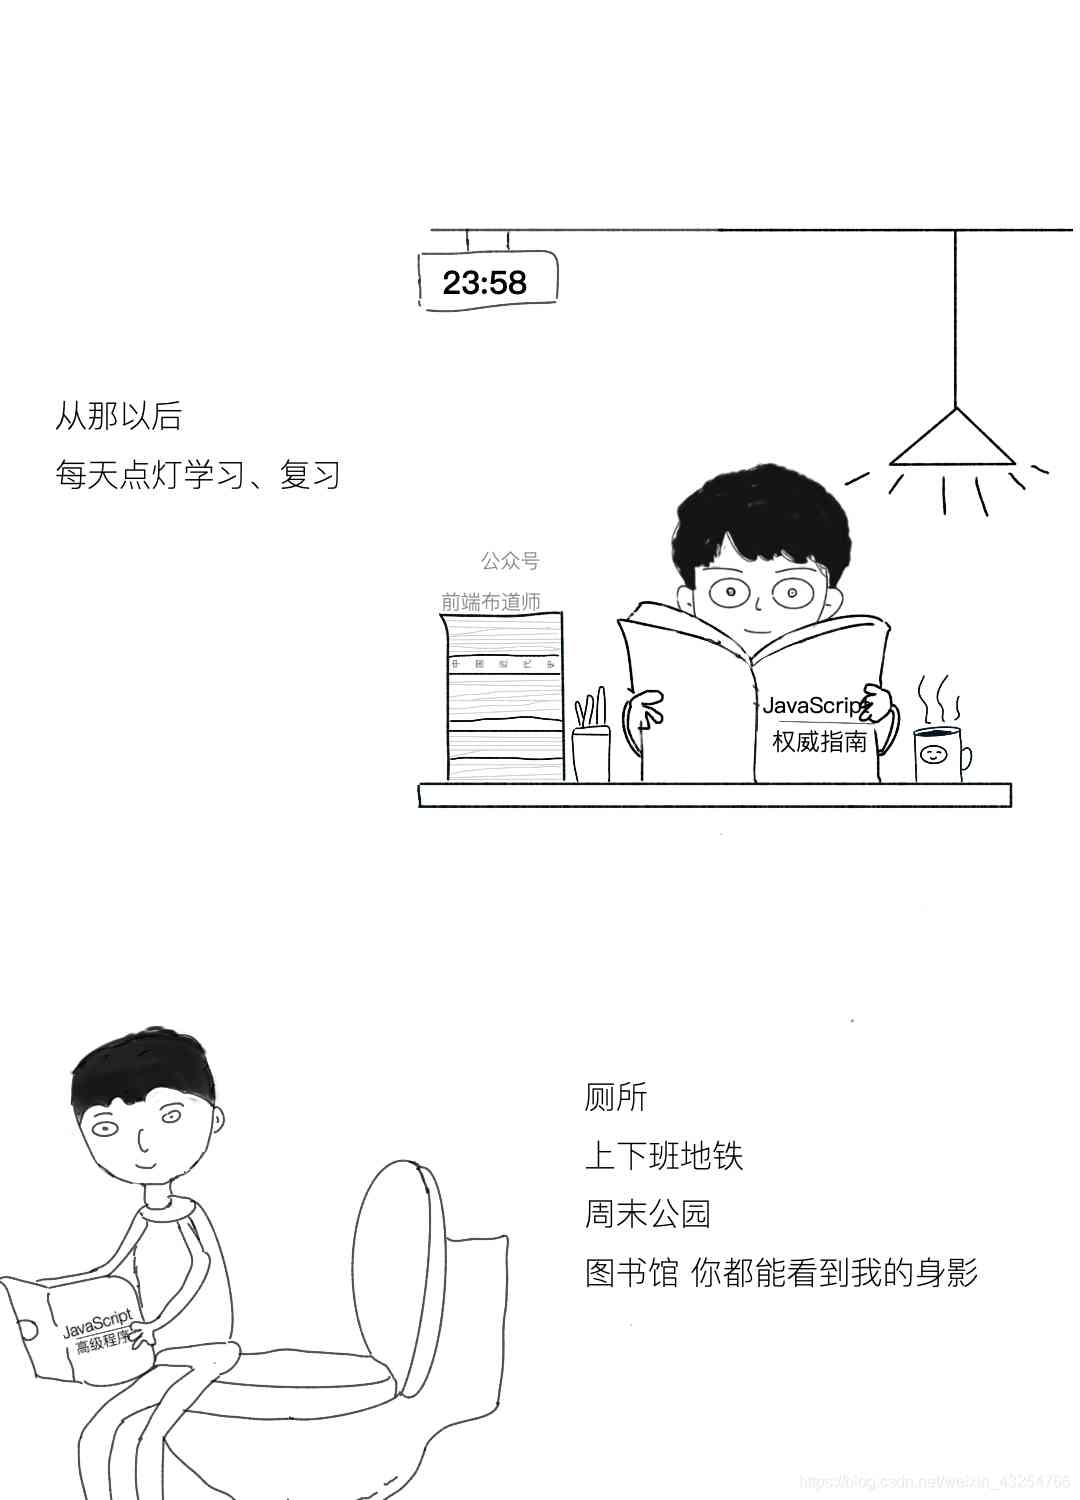 23:58
从那以后
每天点灯学习、复习
公众号
前端布道师
JavaScript
权威指南
厕所
上下班地铁
周末公园
图书馆 你都能看到我的身影
JavaScript
高级程序
https://blog.csdn.net/weixin_43254766